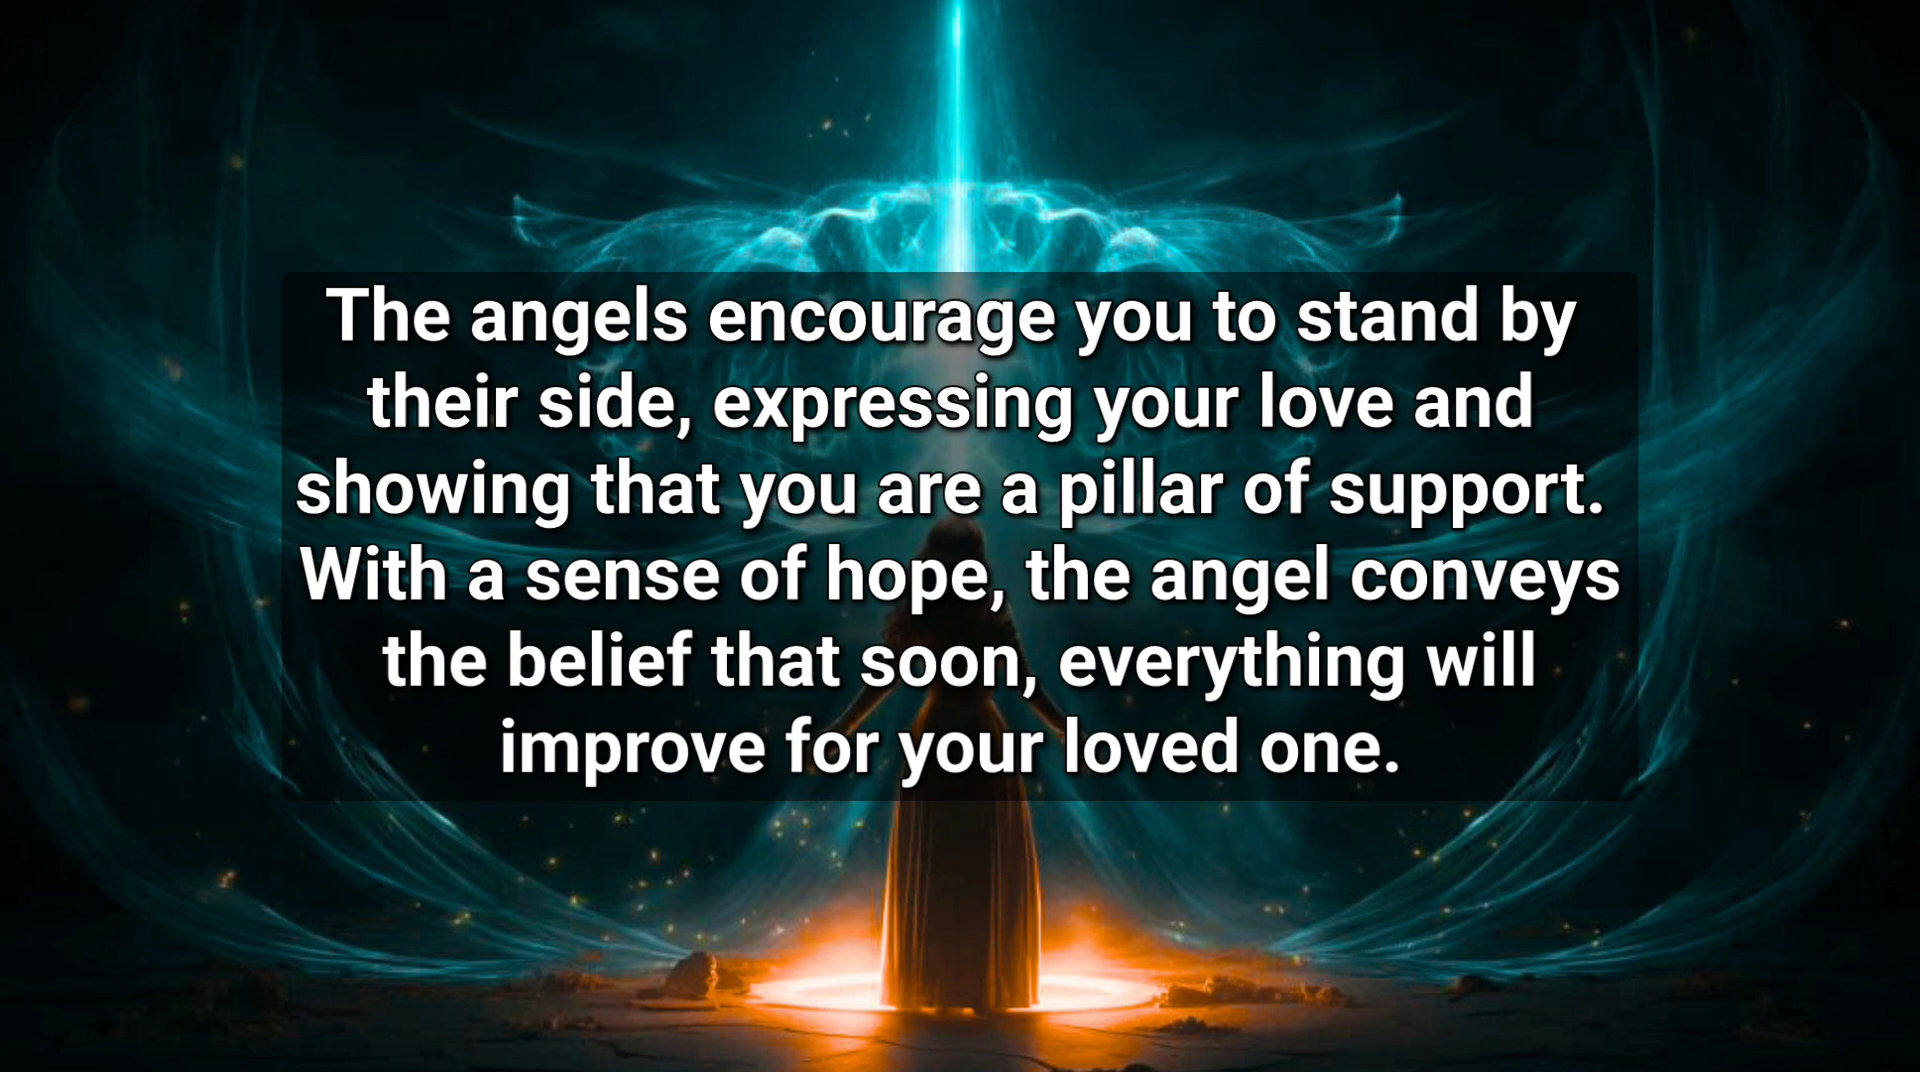 The angels encourage you to stand by
their side, expressing your love and
showing that you are a pillar of support.
With a sense of hope, the angel conveys
the belief that soon, everything will
improve for your loved one.